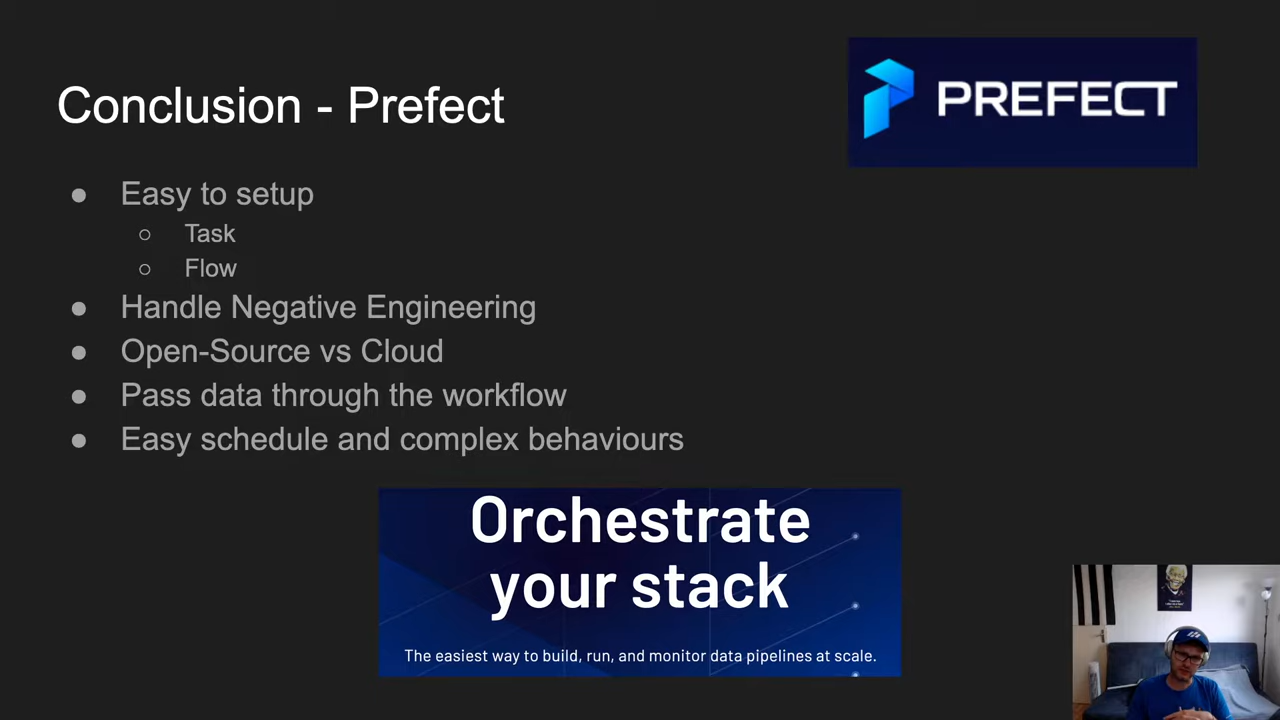 Conclusion - Prefect
PREFECT
● Easy to setup
○ Task
○ Flow
● Handle Negative Engineering
● Open-Source vs Cloud
● Pass data through the workflow
● Easy schedule and complex behaviours
Orchestrate
your stack
The easiest way to build, run, and monitor data pipelines at scale.